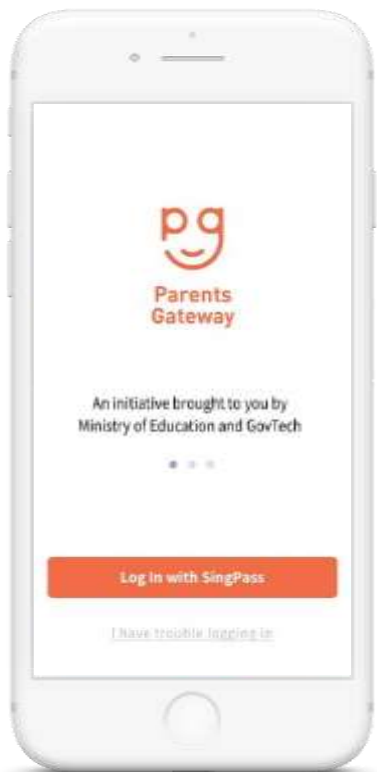 pg
Parents
Gateway
An initiative brought to you by
Ministry of Education and GovTech
Log In with SingPass
I have trouble logging in